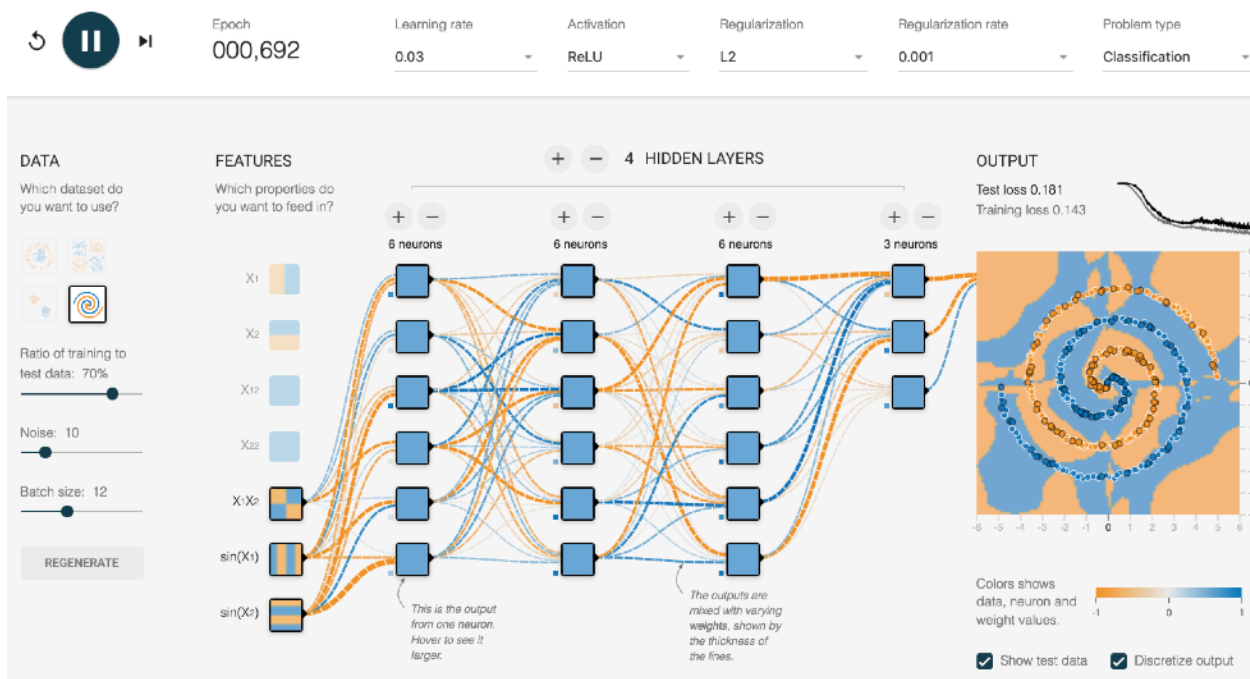 Epoch
000,692
Learning rate
0.03
Activation
ReLU
Regularization
L2
Regularization rate
0.001
Problem type
Classification
DATA
Which dataset do
you want to use?
Ratio of training to
test data: 70%
Noise: 10
Batch size: 12
REGENERATE
FEATURES
Which properties do
you want to feed in?
X1
X2
X12
X22
X1X2
sin(X1)
sin(X2)
+ − 4 HIDDEN LAYERS
+ −
6 neurons
+ −
6 neurons
+ −
6 neurons
+ −
3 neurons
This is the output
from one neuron.
Hover to see it
larger.
The outputs are
mixed with varying
weights, shown by
the thickness of
the lines.
OUTPUT
Test loss 0.181
Training loss 0.143
-6 -5 -4 -3 -2 -1 0 1 2 3 4 5 6
Colors shows
data, neuron and
weight values.
-1 0 1
Show test data
Discretize output